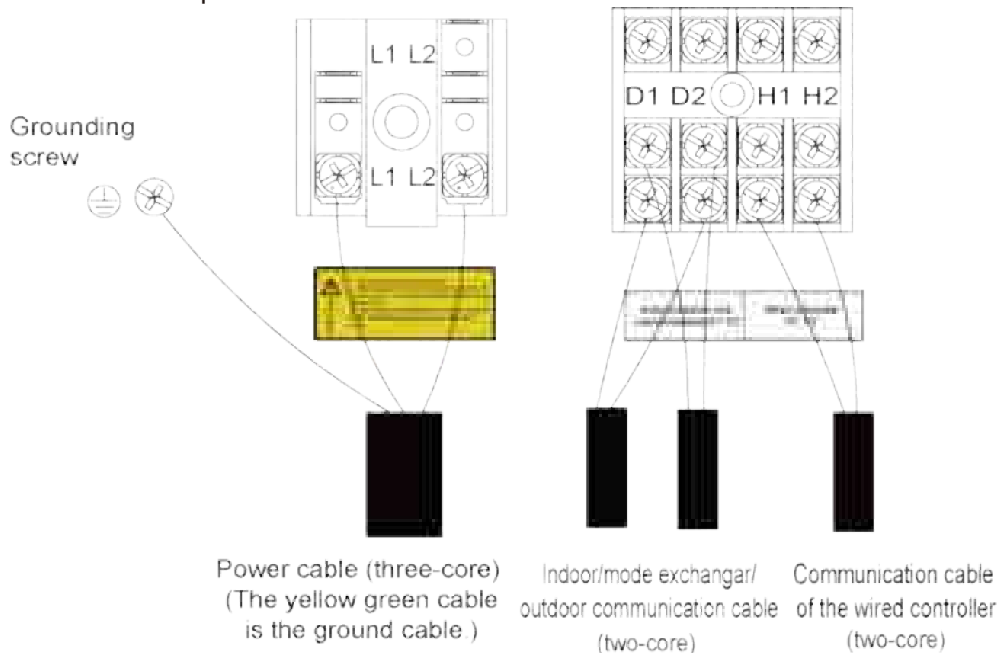 L1 L2
D1 D2 H1 H2
Grounding
screw
L1 L2
Power cable (three-core)
(The yellow green cable
is the ground cable.)
Indoor/mode exchangar/
outdoor communication cable
(two-core)
Communication cable
of the wired controller
(two-core)